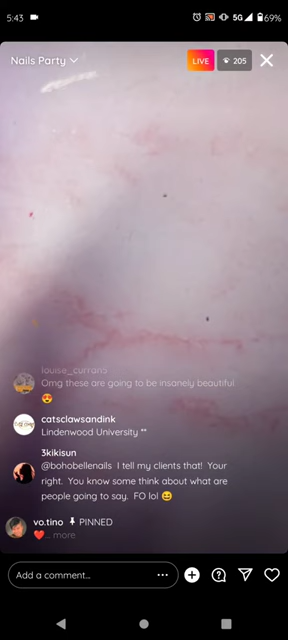 5:43
5G 69%
Nails Party
LIVE
205
louise_curran5
Omg these are going to be insanely beautiful
😍
catsclawsandink
Lindenwood University **
3kikisun
@bohobellenails I tell my clients that! Your
right. You know some think about what are
people going to say. FO lol 😆
vo.tino PINNED
❤️... more
Add a comment...